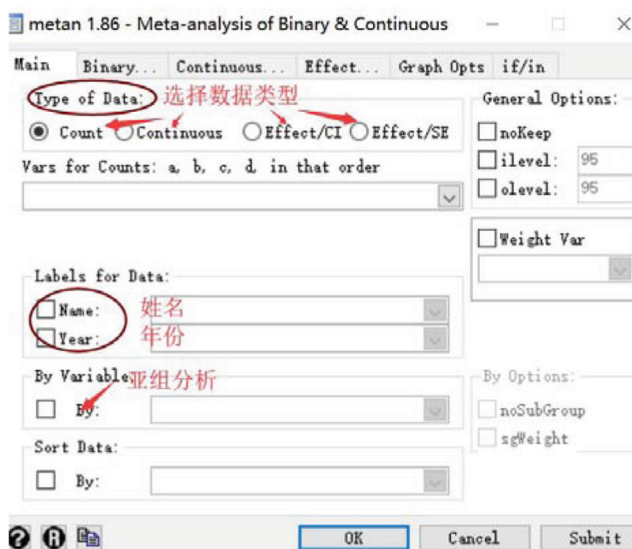 metan 1.86 - Meta-analysis of Binary & Continuous
Main Binary... Continuous... Effect... Graph Opts if/in
Type of Data: 选择数据类型
Count Continuous Effect/CI Effect/SE
Vars for Counts: a, b, c, d, in that order
General Options:
noKeep
ilevel: 95
olevel: 95
Weight Var
Labels for Data:
Name: 姓名
Year: 年份
By Variable 亚组分析
By:
By Options:
noSubGroup
sgWeight
Sort Data:
By:
OK Cancel Submit